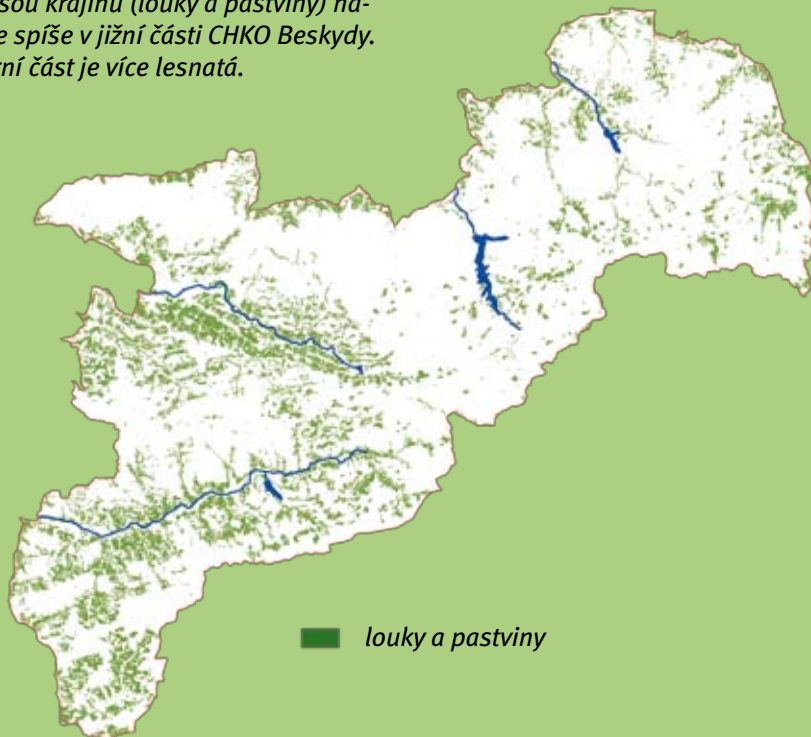 sou krajinu (louky a pastviny) na-
e spíše v jižní části CHKO Beskydy.
ní část je více lesnatá.
louky a pastviny